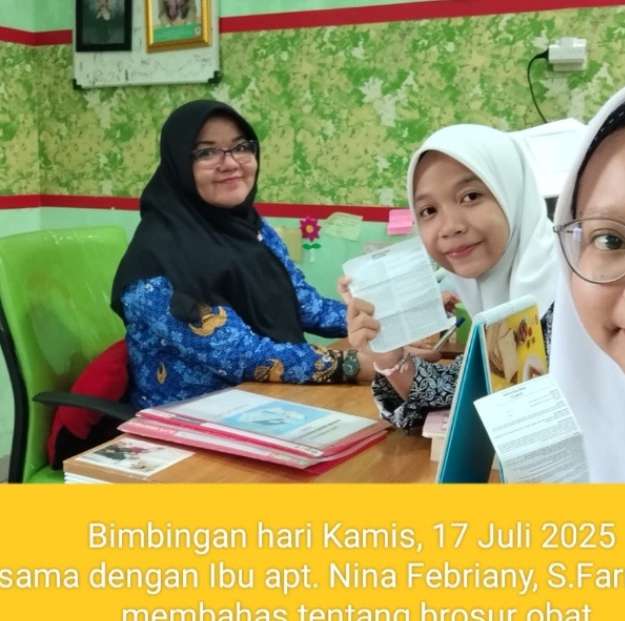 Bimbingan hari Kamis, 17 Juli 2025
sama dengan Ibu apt. Nina Febriany, S.Far
membahas tentang brosur obat